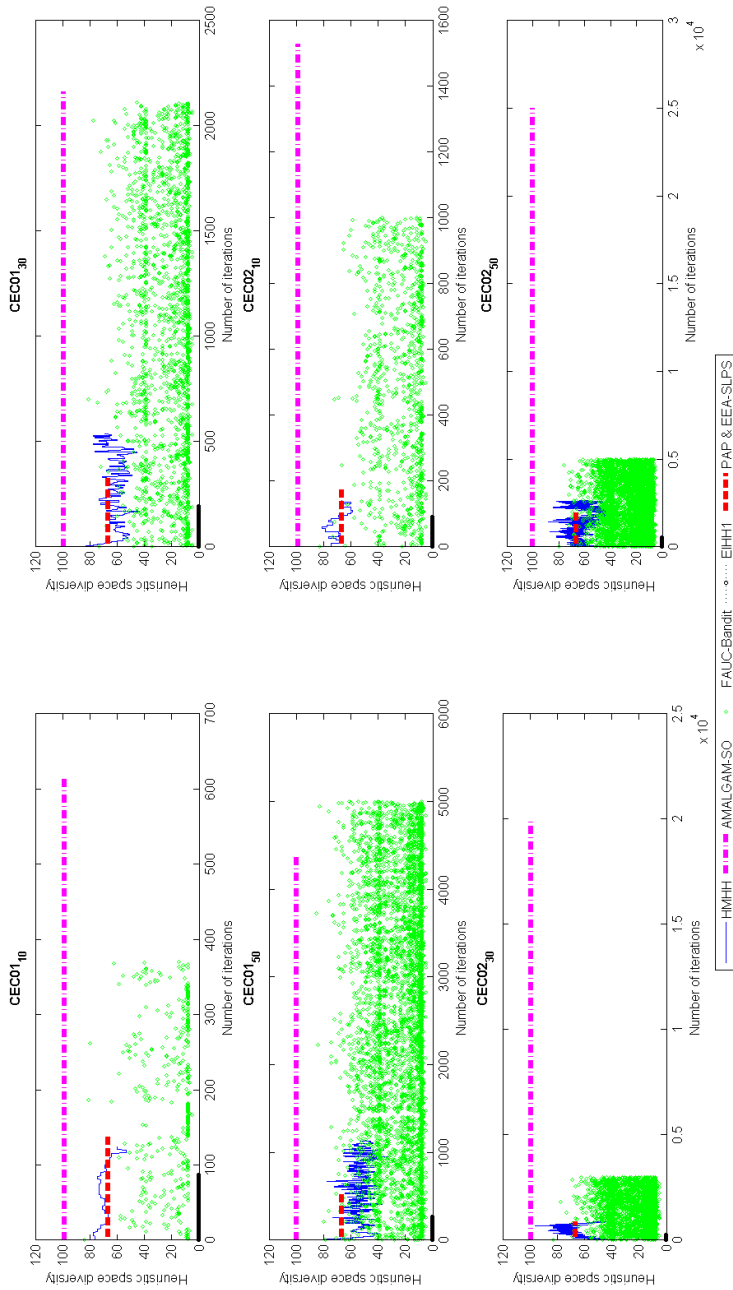 CEC01₁₀
Heuristic space diversity
120
100
80
60
40
20
0
0 100 200 300 400 500 600 700
Number of iterations
CEC01₃₀
Heuristic space diversity
120
100
80
60
40
20
0
0 500 1000 1500 2000 2500
Number of iterations
CEC01₅₀
Heuristic space diversity
120
100
80
60
40
20
0
0 1000 2000 3000 4000 5000 6000
Number of iterations
CEC02₁₀
Heuristic space diversity
120
100
80
60
40
20
0
0 200 400 600 800 1000 1200 1400 1600
Number of iterations
CEC02₃₀
Heuristic space diversity
120
100
80
60
40
20
0
0 0.5 1 1.5 2 2.5
x 10⁴
Number of iterations
CEC02₅₀
Heuristic space diversity
120
100
80
60
40
20
0
0 0.5 1 1.5 2 2.5 3
x 10⁴
Number of iterations
HMHH AMALGAM-SO FAUC-Bandit EHH1 PAP & EEA-SLPS